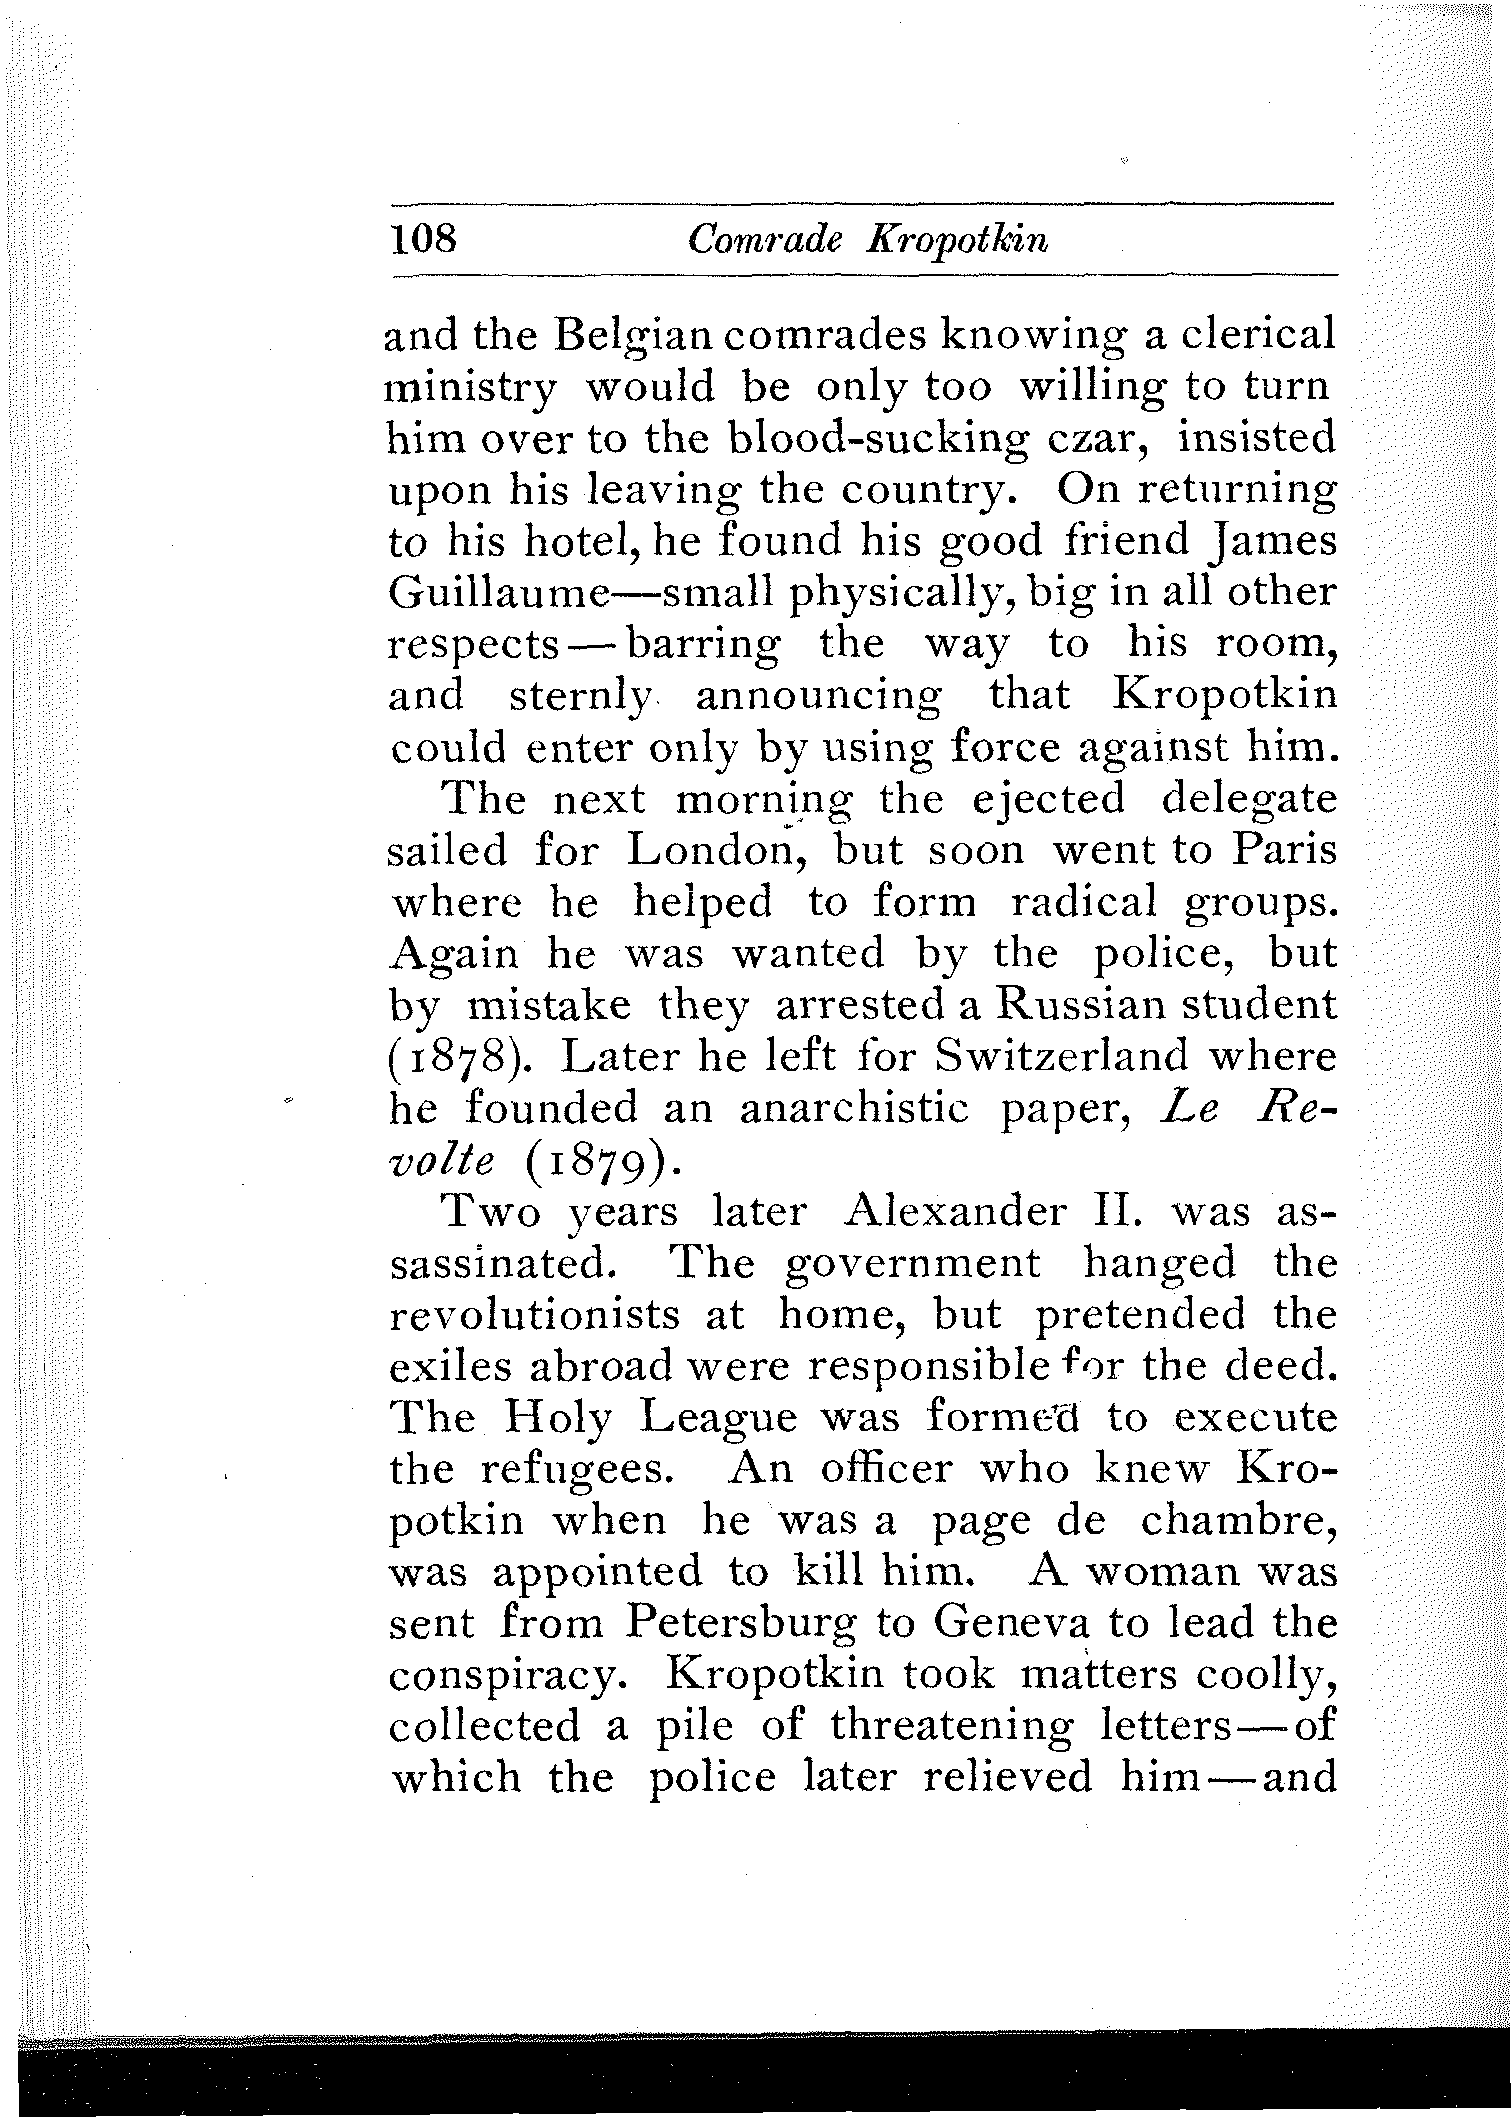 108 Comrade Kropotkin
and the Belgian comrades knowing a clerical
ministry would be only too willing to turn
him over to the blood-sucking czar, insisted
upon his leaving the country. On returning
to his hotel, he found his good friend James
Guillaume—small physically, big in all other
respects—barring the way to his room,
and sternly announcing that Kropotkin
could enter only by using force against him.
The next morning the ejected delegate
sailed for London, but soon went to Paris
where he helped to form radical groups.
Again he was wanted by the police, but
by mistake they arrested a Russian student
(1878). Later he left for Switzerland where
he founded an anarchistic paper, Le Re-
volte (1879).
Two years later Alexander II. was as-
sassinated. The government hanged the
revolutionists at home, but pretended the
exiles abroad were responsible for the deed.
The Holy League was formed to execute
the refugees. An officer who knew Kro-
potkin when he was a page de chambre,
was appointed to kill him. A woman was
sent from Petersburg to Geneva to lead the
conspiracy. Kropotkin took matters coolly,
collected a pile of threatening letters—of
which the police later relieved him—and